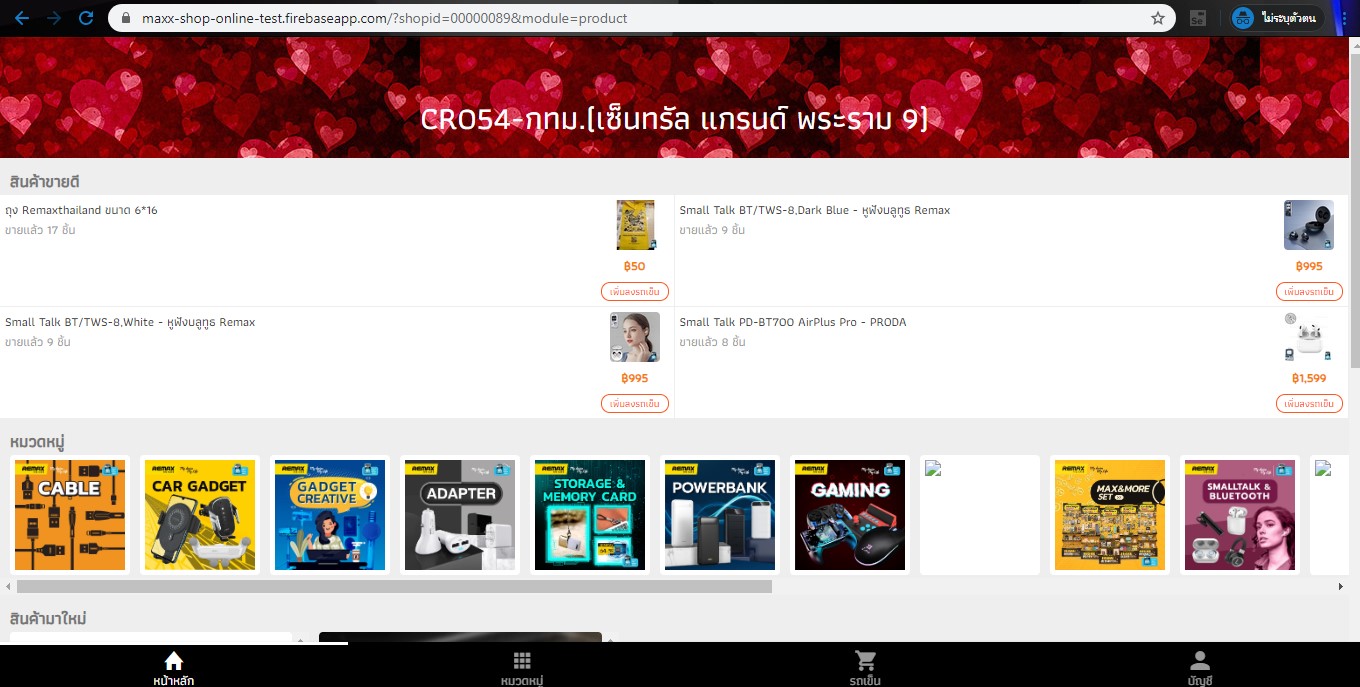 maxx-shop-online-test.firebaseapp.com/?shopid=00000089&module=product
Se
ไม่ระบุตัวตน
CRO54-กทม.(เซ็นทรัล แกรนด์ พระราม 9)
สินค้าขายดี
ถุง Remaxthailand ขนาด 6*16
ขายแล้ว 17 ชิ้น
฿50
เพิ่มลงรถเข็น
Small Talk BT/TWS-8,Dark Blue - หูฟังบลูทูธ Remax
ขายแล้ว 9 ชิ้น
฿995
เพิ่มลงรถเข็น
Small Talk BT/TWS-8,White - หูฟังบลูทูธ Remax
ขายแล้ว 9 ชิ้น
฿995
เพิ่มลงรถเข็น
Small Talk PD-BT700 AirPlus Pro - PRODA
ขายแล้ว 8 ชิ้น
฿1,599
เพิ่มลงรถเข็น
หมวดหมู่
REMAX
CABLE
REMAX
CAR GADGET
REMAX
GADGET
CREATIVE
REMAX
ADAPTER
REMAX
STORAGE &
MEMORY CARD
REMAX
POWERBANK
REMAX
GAMING
REMAX
MAX&MORE
SET
REMAX
SMALLTALK &
BLUETOOTH
สินค้ามาใหม่
หน้าหลัก
หมวดหมู่
รถเข็น
บัญชี